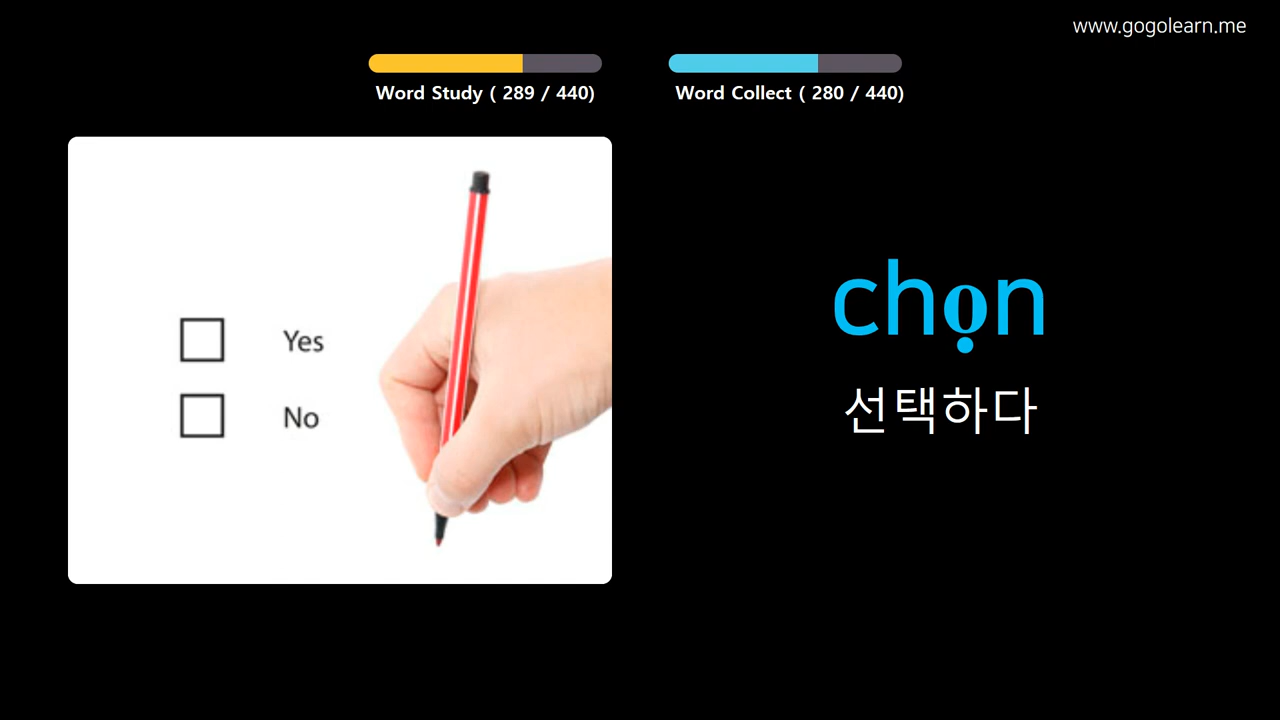 www.gogolearn.me
Word Study ( 289 / 440)
Word Collect ( 280 / 440)
Yes
No
chọn
선택하다